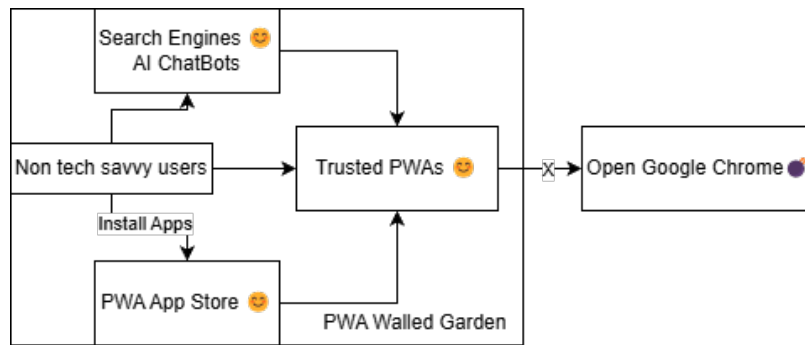 Search Engines 😊
AI ChatBots
Non tech savvy users
Trusted PWAs 😊
X
Open Google Chrome 💣
Install Apps
PWA App Store 😊
PWA Walled Garden